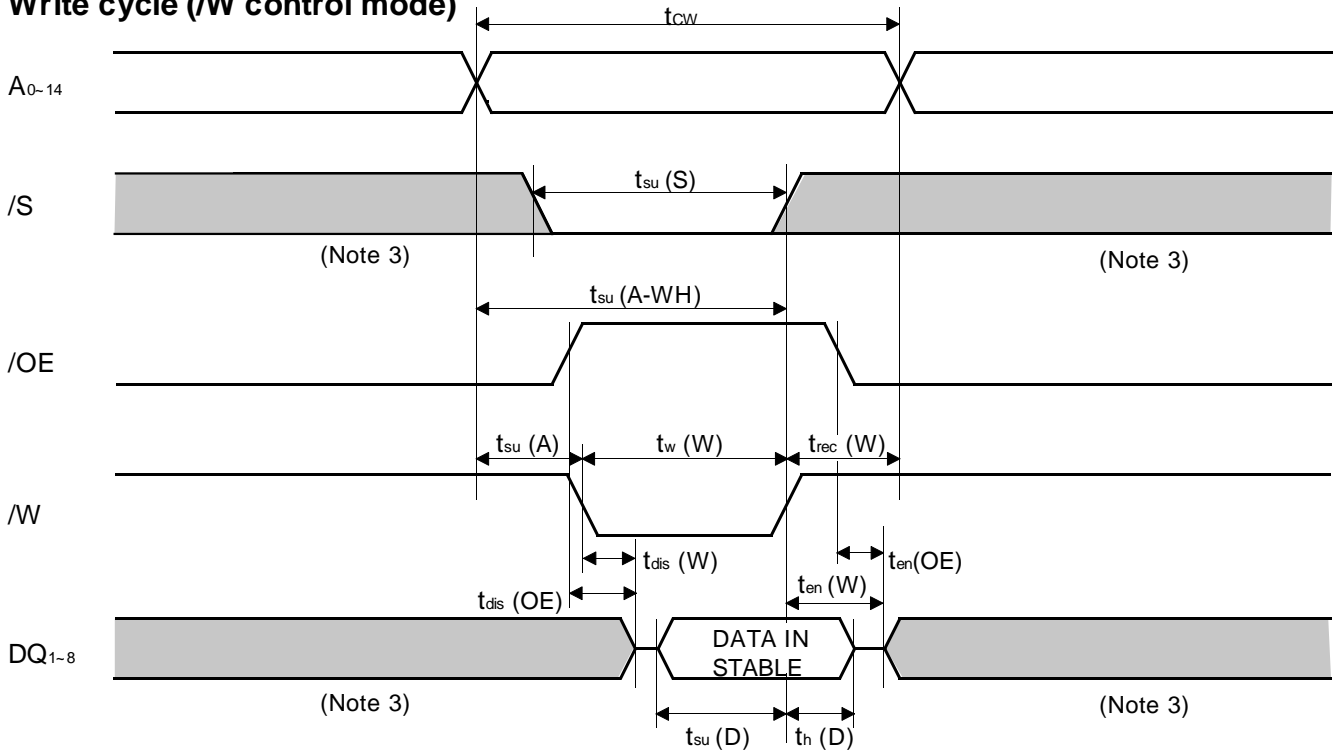 Write cycle (/W control mode)
tCW
A0~14
tsu (S)
/S
(Note 3)
(Note 3)
tsu (A-WH)
/OE
tsu (A)
tw (W)
trec (W)
/W
tdis (W)
ten(OE)
tdis (OE)
ten (W)
DQ1~8
DATA IN
STABLE
(Note 3)
(Note 3)
tsu (D)
th (D)